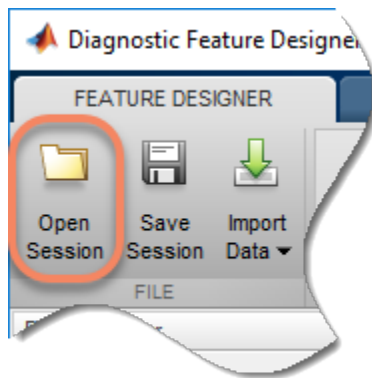 Diagnostic Feature Designer
FEATURE DESIGNER
Open Session
Save Session
Import Data
FILE